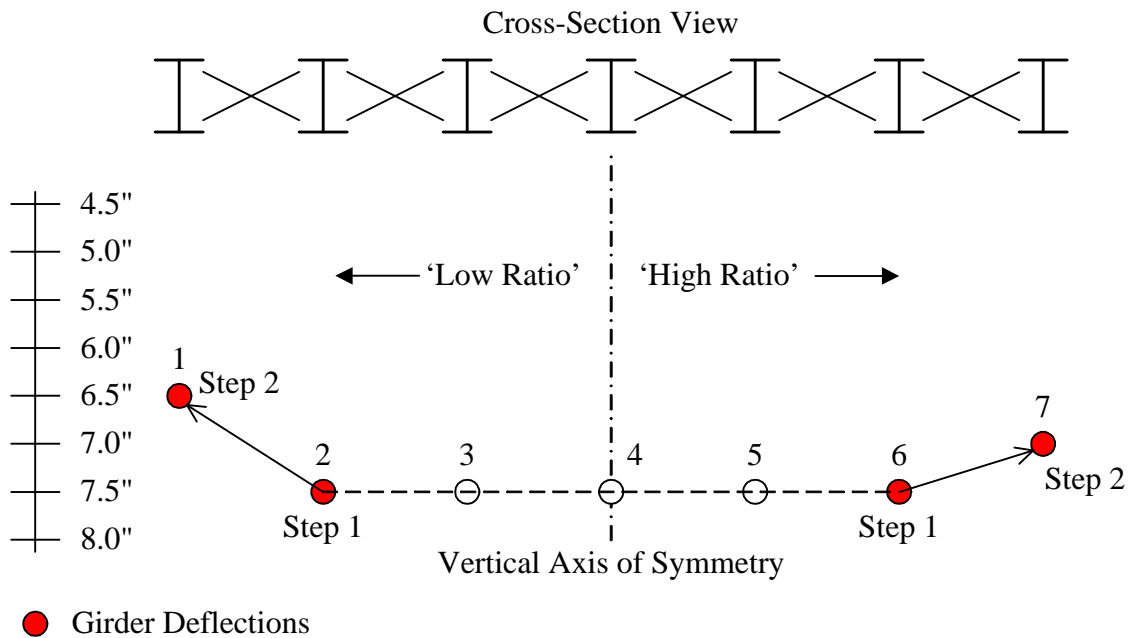 Cross-Section View
4.5"
5.0"
5.5"
6.0"
6.5"
7.0"
7.5"
8.0"
‘Low Ratio’
‘High Ratio’
1
Step 2
2
3
4
5
6
7
Step 2
Step 1
Step 1
Vertical Axis of Symmetry
Girder Deflections